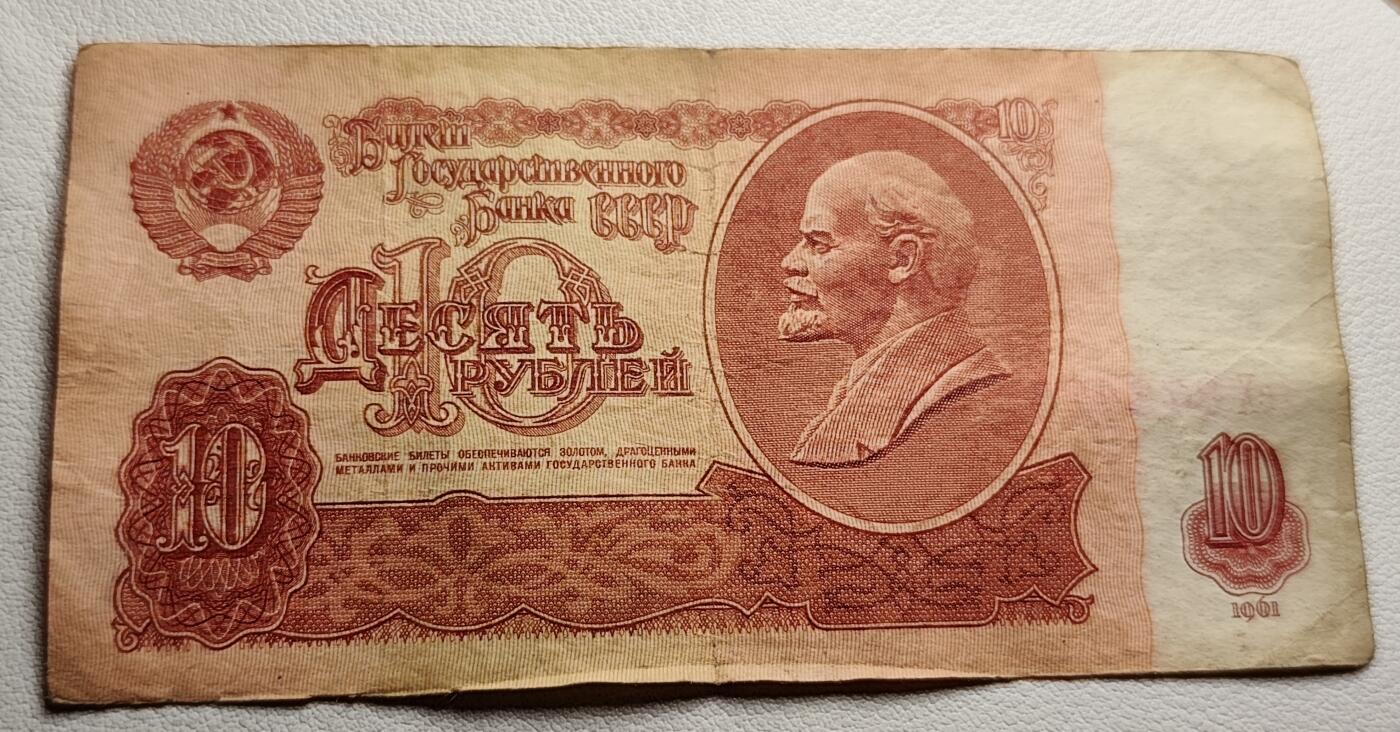 Билет
Государственного
Банка СССР
10
10
Десять
рублей
БАНКОВСКИЕ БИЛЕТЫ ОБЕСПЕЧИВАЮТСЯ ЗОЛОТОМ, ДРАГОЦЕННЫМИ
МЕТАЛЛАМИ И ПРОЧИМИ АКТИВАМИ ГОСУДАРСТВЕННОГО БАНКА
10
10
1961